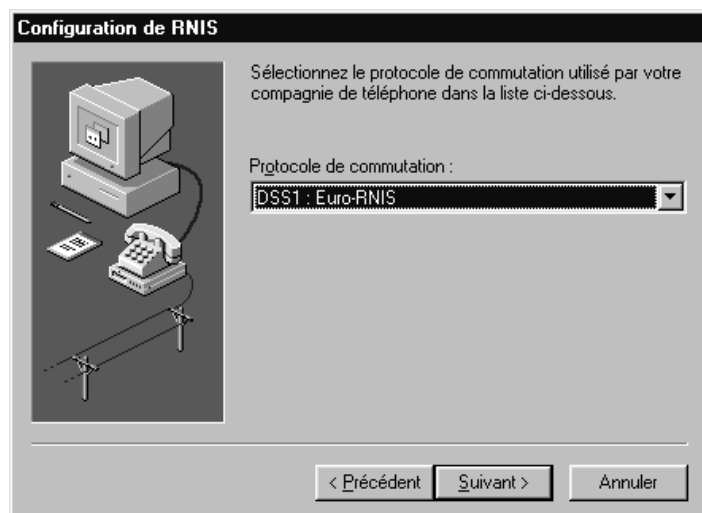 Configuration de RNIS
Sélectionnez le protocole de commutation utilisé par votre
compagnie de téléphone dans la liste ci-dessous.
Protocole de commutation :
DSS1 : Euro-RNIS
< Précédent
Suivant >
Annuler